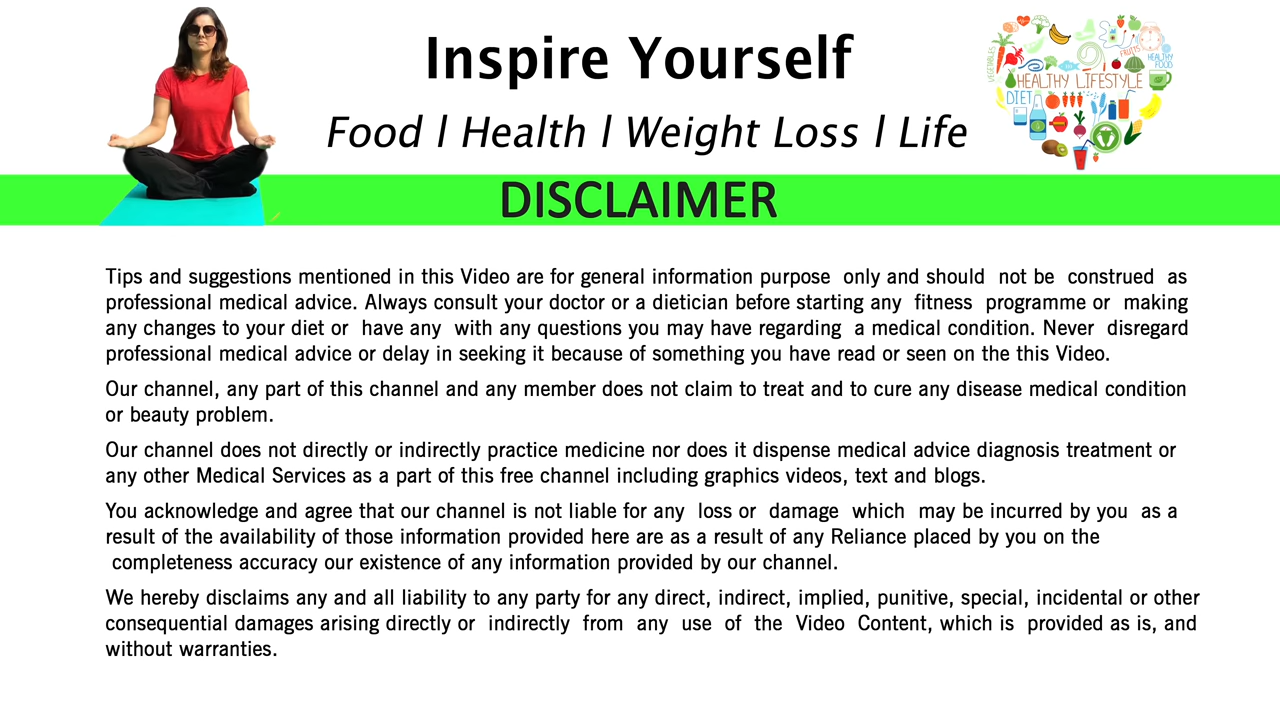 Inspire Yourself
Food l Health l Weight Loss l Life
VEGETABLES
FRUITS
HEALTHY
FOOD
HEALTHY LIFESTYLE
DIET
DISCLAIMER
Tips and suggestions mentioned in this Video are for general information purpose only and should not be construed as
professional medical advice. Always consult your doctor or a dietician before starting any fitness programme or making
any changes to your diet or have any with any questions you may have regarding a medical condition. Never disregard
professional medical advice or delay in seeking it because of something you have read or seen on the this Video.
Our channel, any part of this channel and any member does not claim to treat and to cure any disease medical condition
or beauty problem.
Our channel does not directly or indirectly practice medicine nor does it dispense medical advice diagnosis treatment or
any other Medical Services as a part of this free channel including graphics videos, text and blogs.
You acknowledge and agree that our channel is not liable for any loss or damage which may be incurred by you as a
result of the availability of those information provided here are as a result of any Reliance placed by you on the
completeness accuracy our existence of any information provided by our channel.
We hereby disclaims any and all liability to any party for any direct, indirect, implied, punitive, special, incidental or other
consequential damages arising directly or indirectly from any use of the Video Content, which is provided as is, and
without warranties.